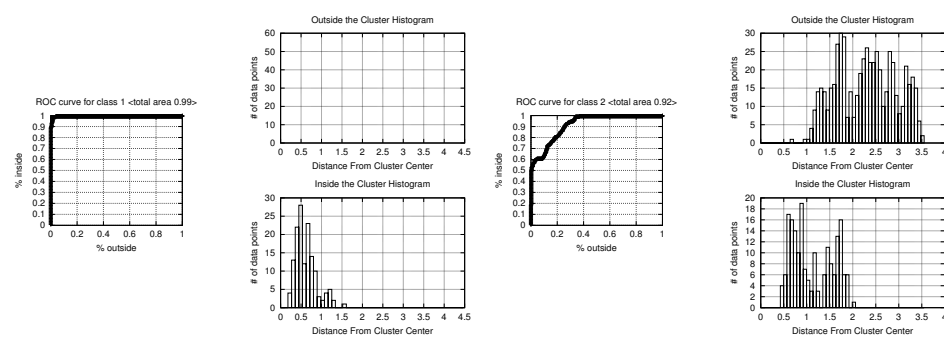 Outside the Cluster Histogram
60
50
40
30
20
10
0
# of data points
0 0.5 1 1.5 2 2.5 3 3.5 4 4.5
Distance From Cluster Center
ROC curve for class 1 <total area 0.99>
1
0.9
0.8
0.7
0.6
0.5
0.4
0.3
0.2
0.1
0
% inside
0 0.2 0.4 0.6 0.8 1
% outside
Inside the Cluster Histogram
30
25
20
15
10
5
0
# of data points
0 0.5 1 1.5 2 2.5 3 3.5 4 4.5
Distance From Cluster Center
Outside the Cluster Histogram
30
25
20
15
10
5
0
# of data points
0 0.5 1 1.5 2 2.5 3 3.5 4
Distance From Cluster Center
ROC curve for class 2 <total area 0.92>
1
0.9
0.8
0.7
0.6
0.5
0.4
0.3
0.2
0.1
0
% inside
0 0.2 0.4 0.6 0.8 1
% outside
Inside the Cluster Histogram
20
18
16
14
12
10
8
6
4
2
0
# of data points
0 0.5 1 1.5 2 2.5 3 3.5 4
Distance From Cluster Center